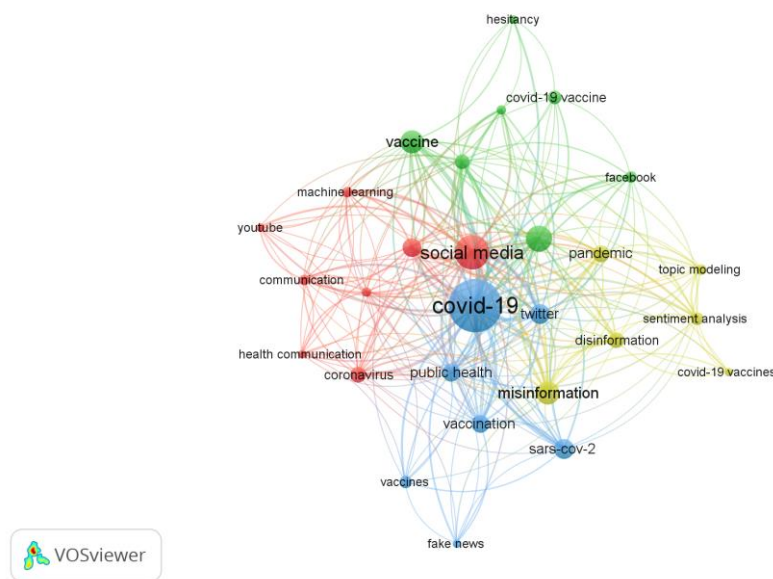 hesitancy
covid-19 vaccine
vaccine
facebook
machine learning
youtube
social media
pandemic
topic modeling
communication
covid-19
twitter
sentiment analysis
disinformation
health communication
coronavirus
public health
covid-19 vaccines
misinformation
vaccination
sars-cov-2
vaccines
fake news
VOSviewer